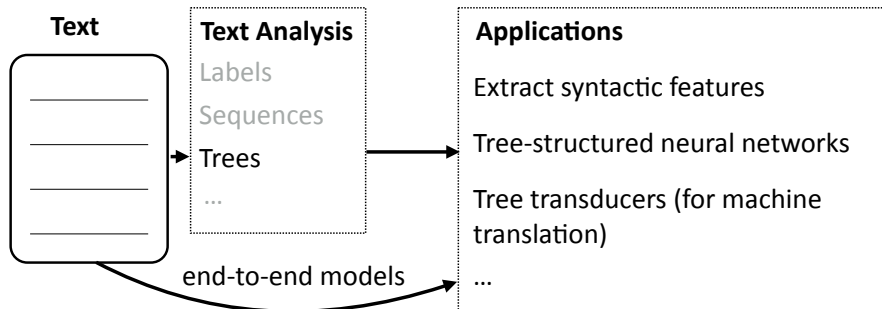 Text
Text Analysis
Labels
Sequences
Trees
...
Applications
Extract syntactic features
Tree-structured neural networks
Tree transducers (for machine
translation)
...
end-to-end models